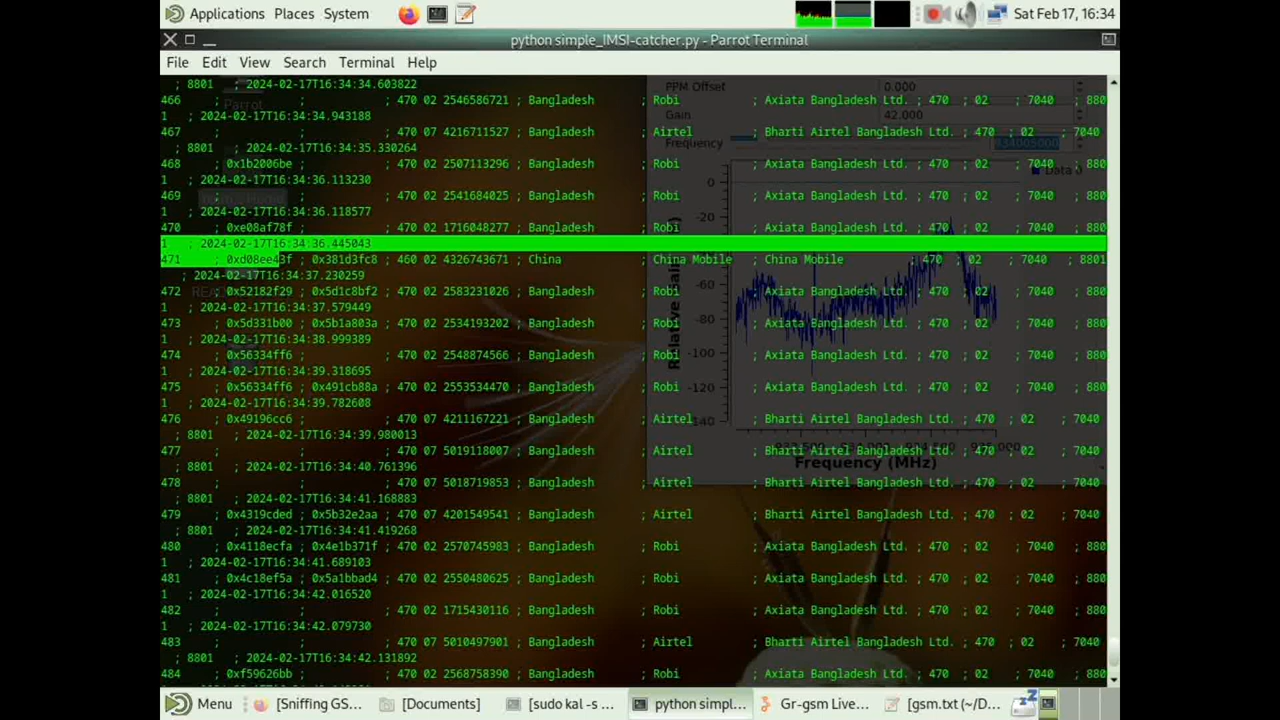 Applications Places System Sat Feb 17, 16:34
python simple_IMSI-catcher.py - Parrot Terminal
File Edit View Search Terminal Help
; 8801 ; 2024-02-17T16:34:34.603822
466 ; ; ; 470 02 2546586721 ; Bangladesh ; Robi ; Axiata Bangladesh Ltd. ; 470 ; 02 ; 7040 ; 880
1 ; 2024-02-17T16:34:34.943188
467 ; ; ; 470 07 4216711527 ; Bangladesh ; Airtel ; Bharti Airtel Bangladesh Ltd. ; 470 ; 02 ; 7040
; 8801 ; 2024-02-17T16:34:35.330264
468 ; 0x1b2006be ; ; 470 02 2507113296 ; Bangladesh ; Robi ; Axiata Bangladesh Ltd. ; 470 ; 02 ; 7040 ; 880
1 ; 2024-02-17T16:34:36.113230
469 ; ; ; 470 02 2541684025 ; Bangladesh ; Robi ; Axiata Bangladesh Ltd. ; 470 ; 02 ; 7040 ; 880
1 ; 2024-02-17T16:34:36.118577
470 ; 0xe08af78f ; ; 470 02 1716048277 ; Bangladesh ; Robi ; Axiata Bangladesh Ltd. ; 470 ; 02 ; 7040 ; 880
1 ; 2024-02-17T16:34:36.445043
471 ; 0xd08ee43f ; 0x381d3fc8 ; 460 02 4326743671 ; China ; China Mobile ; China Mobile ; 470 ; 02 ; 7040 ; 8801
; 2024-02-17T16:34:37.230259
472 ; 0x52182f29 ; 0x5d1c8bf2 ; 470 02 2583231026 ; Bangladesh ; Robi ; Axiata Bangladesh Ltd. ; 470 ; 02 ; 7040 ; 880
1 ; 2024-02-17T16:34:37.579449
473 ; 0x5d331b00 ; 0x5b1a803a ; 470 02 2534193202 ; Bangladesh ; Robi ; Axiata Bangladesh Ltd. ; 470 ; 02 ; 7040 ; 880
1 ; 2024-02-17T16:34:38.999389
474 ; 0x56334ff6 ; ; 470 02 2548874566 ; Bangladesh ; Robi ; Axiata Bangladesh Ltd. ; 470 ; 02 ; 7040 ; 880
1 ; 2024-02-17T16:34:39.318695
475 ; 0x56334ff6 ; 0x491cb88a ; 470 02 2553534470 ; Bangladesh ; Robi ; Axiata Bangladesh Ltd. ; 470 ; 02 ; 7040 ; 880
1 ; 2024-02-17T16:34:39.782608
476 ; 0x49196cc6 ; ; 470 07 4211167221 ; Bangladesh ; Airtel ; Bharti Airtel Bangladesh Ltd. ; 470 ; 02 ; 7040
; 8801 ; 2024-02-17T16:34:39.980013
477 ; ; ; 470 07 5019118007 ; Bangladesh ; Airtel ; Bharti Airtel Bangladesh Ltd. ; 470 ; 02 ; 7040
; 8801 ; 2024-02-17T16:34:40.761396
478 ; ; ; 470 07 5018719853 ; Bangladesh ; Airtel ; Bharti Airtel Bangladesh Ltd. ; 470 ; 02 ; 7040
; 8801 ; 2024-02-17T16:34:41.168883
479 ; 0x4319cded ; 0x5b32e2aa ; 470 07 4201549541 ; Bangladesh ; Airtel ; Bharti Airtel Bangladesh Ltd. ; 470 ; 02 ; 7040
; 8801 ; 2024-02-17T16:34:41.419268
480 ; 0x4118ecfa ; 0x4e1b371f ; 470 02 2570745983 ; Bangladesh ; Robi ; Axiata Bangladesh Ltd. ; 470 ; 02 ; 7040 ; 880
1 ; 2024-02-17T16:34:41.689103
481 ; 0x4c18ef5a ; 0x5a1bbad4 ; 470 02 2550480625 ; Bangladesh ; Robi ; Axiata Bangladesh Ltd. ; 470 ; 02 ; 7040 ; 880
1 ; 2024-02-17T16:34:42.016520
482 ; ; ; 470 02 1715430116 ; Bangladesh ; Robi ; Axiata Bangladesh Ltd. ; 470 ; 02 ; 7040 ; 880
1 ; 2024-02-17T16:34:42.079730
483 ; ; ; 470 07 5010497901 ; Bangladesh ; Airtel ; Bharti Airtel Bangladesh Ltd. ; 470 ; 02 ; 7040
; 8801 ; 2024-02-17T16:34:42.131892
484 ; 0xf59626bb ; ; 470 02 2568758390 ; Bangladesh ; Robi ; Axiata Bangladesh Ltd. ; 470 ; 02 ; 7040 ; 880
PPM Offset 0.000
Gain 42.000
Frequency 934005000
Data 0
0
-20
-60
-80
-100
-120
-140
Frequency (MHz)
Parrot
Menu [Sniffing GS... [Documents] [sudo kal -s ... python simpl... Gr-gsm Live... [gsm.txt (~/D...